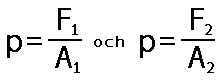 p = F₁/A₁ och p = F₂/A₂